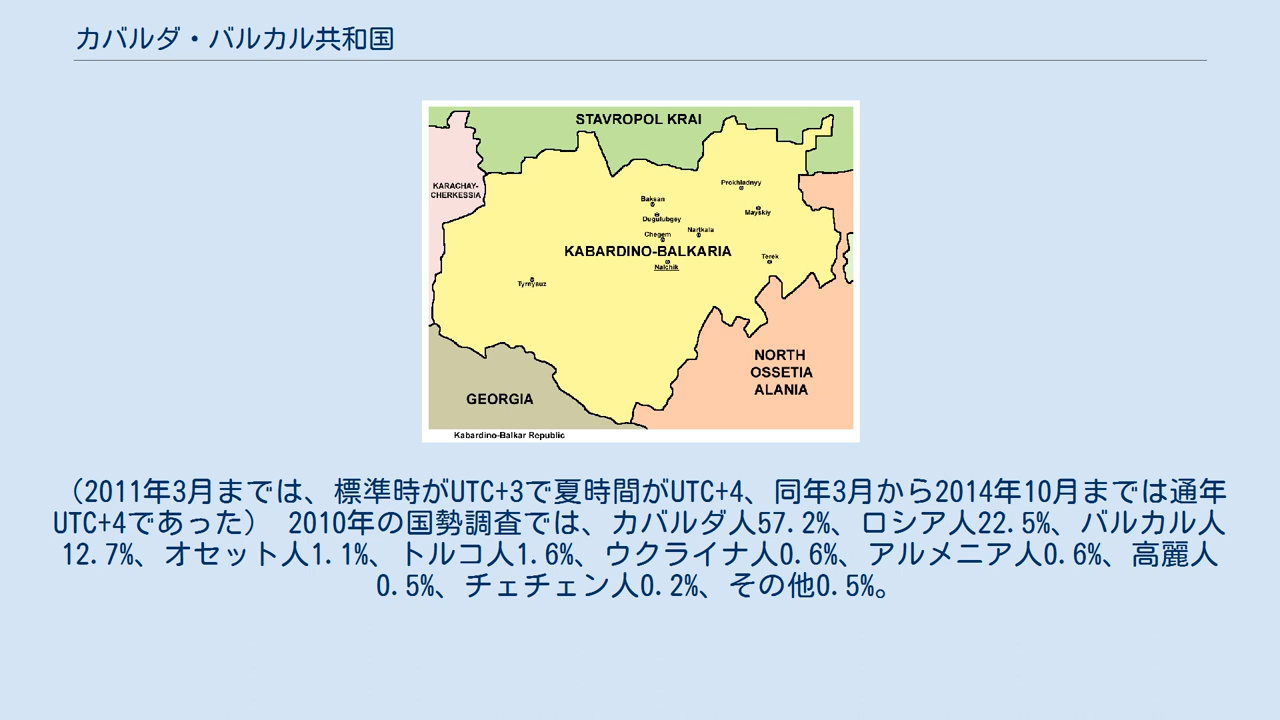 カバルダ・バルカル共和国
STAVROPOL KRAI
KARACHAY-
CHERKESSIA
Prokhladnyy
Baksan
Mayskiy
Dugulubgey
Nartkala
Chegem
KABARDINO-BALKARIA
Terek
Nalchik
Tyrnyauz
NORTH
OSSETIA
ALANIA
GEORGIA
Kabardino-Balkar Republic
（2011年3月までは、標準時がUTC+3で夏時間がUTC+4、同年3月から2014年10月までは通年
UTC+4であった） 2010年の国勢調査では、カバルダ人57.2%、ロシア人22.5%、バルカル人
12.7%、オセット人1.1%、トルコ人1.6%、ウクライナ人0.6%、アルメニア人0.6%、高麗人
0.5%、チェチェン人0.2%、その他0.5%。